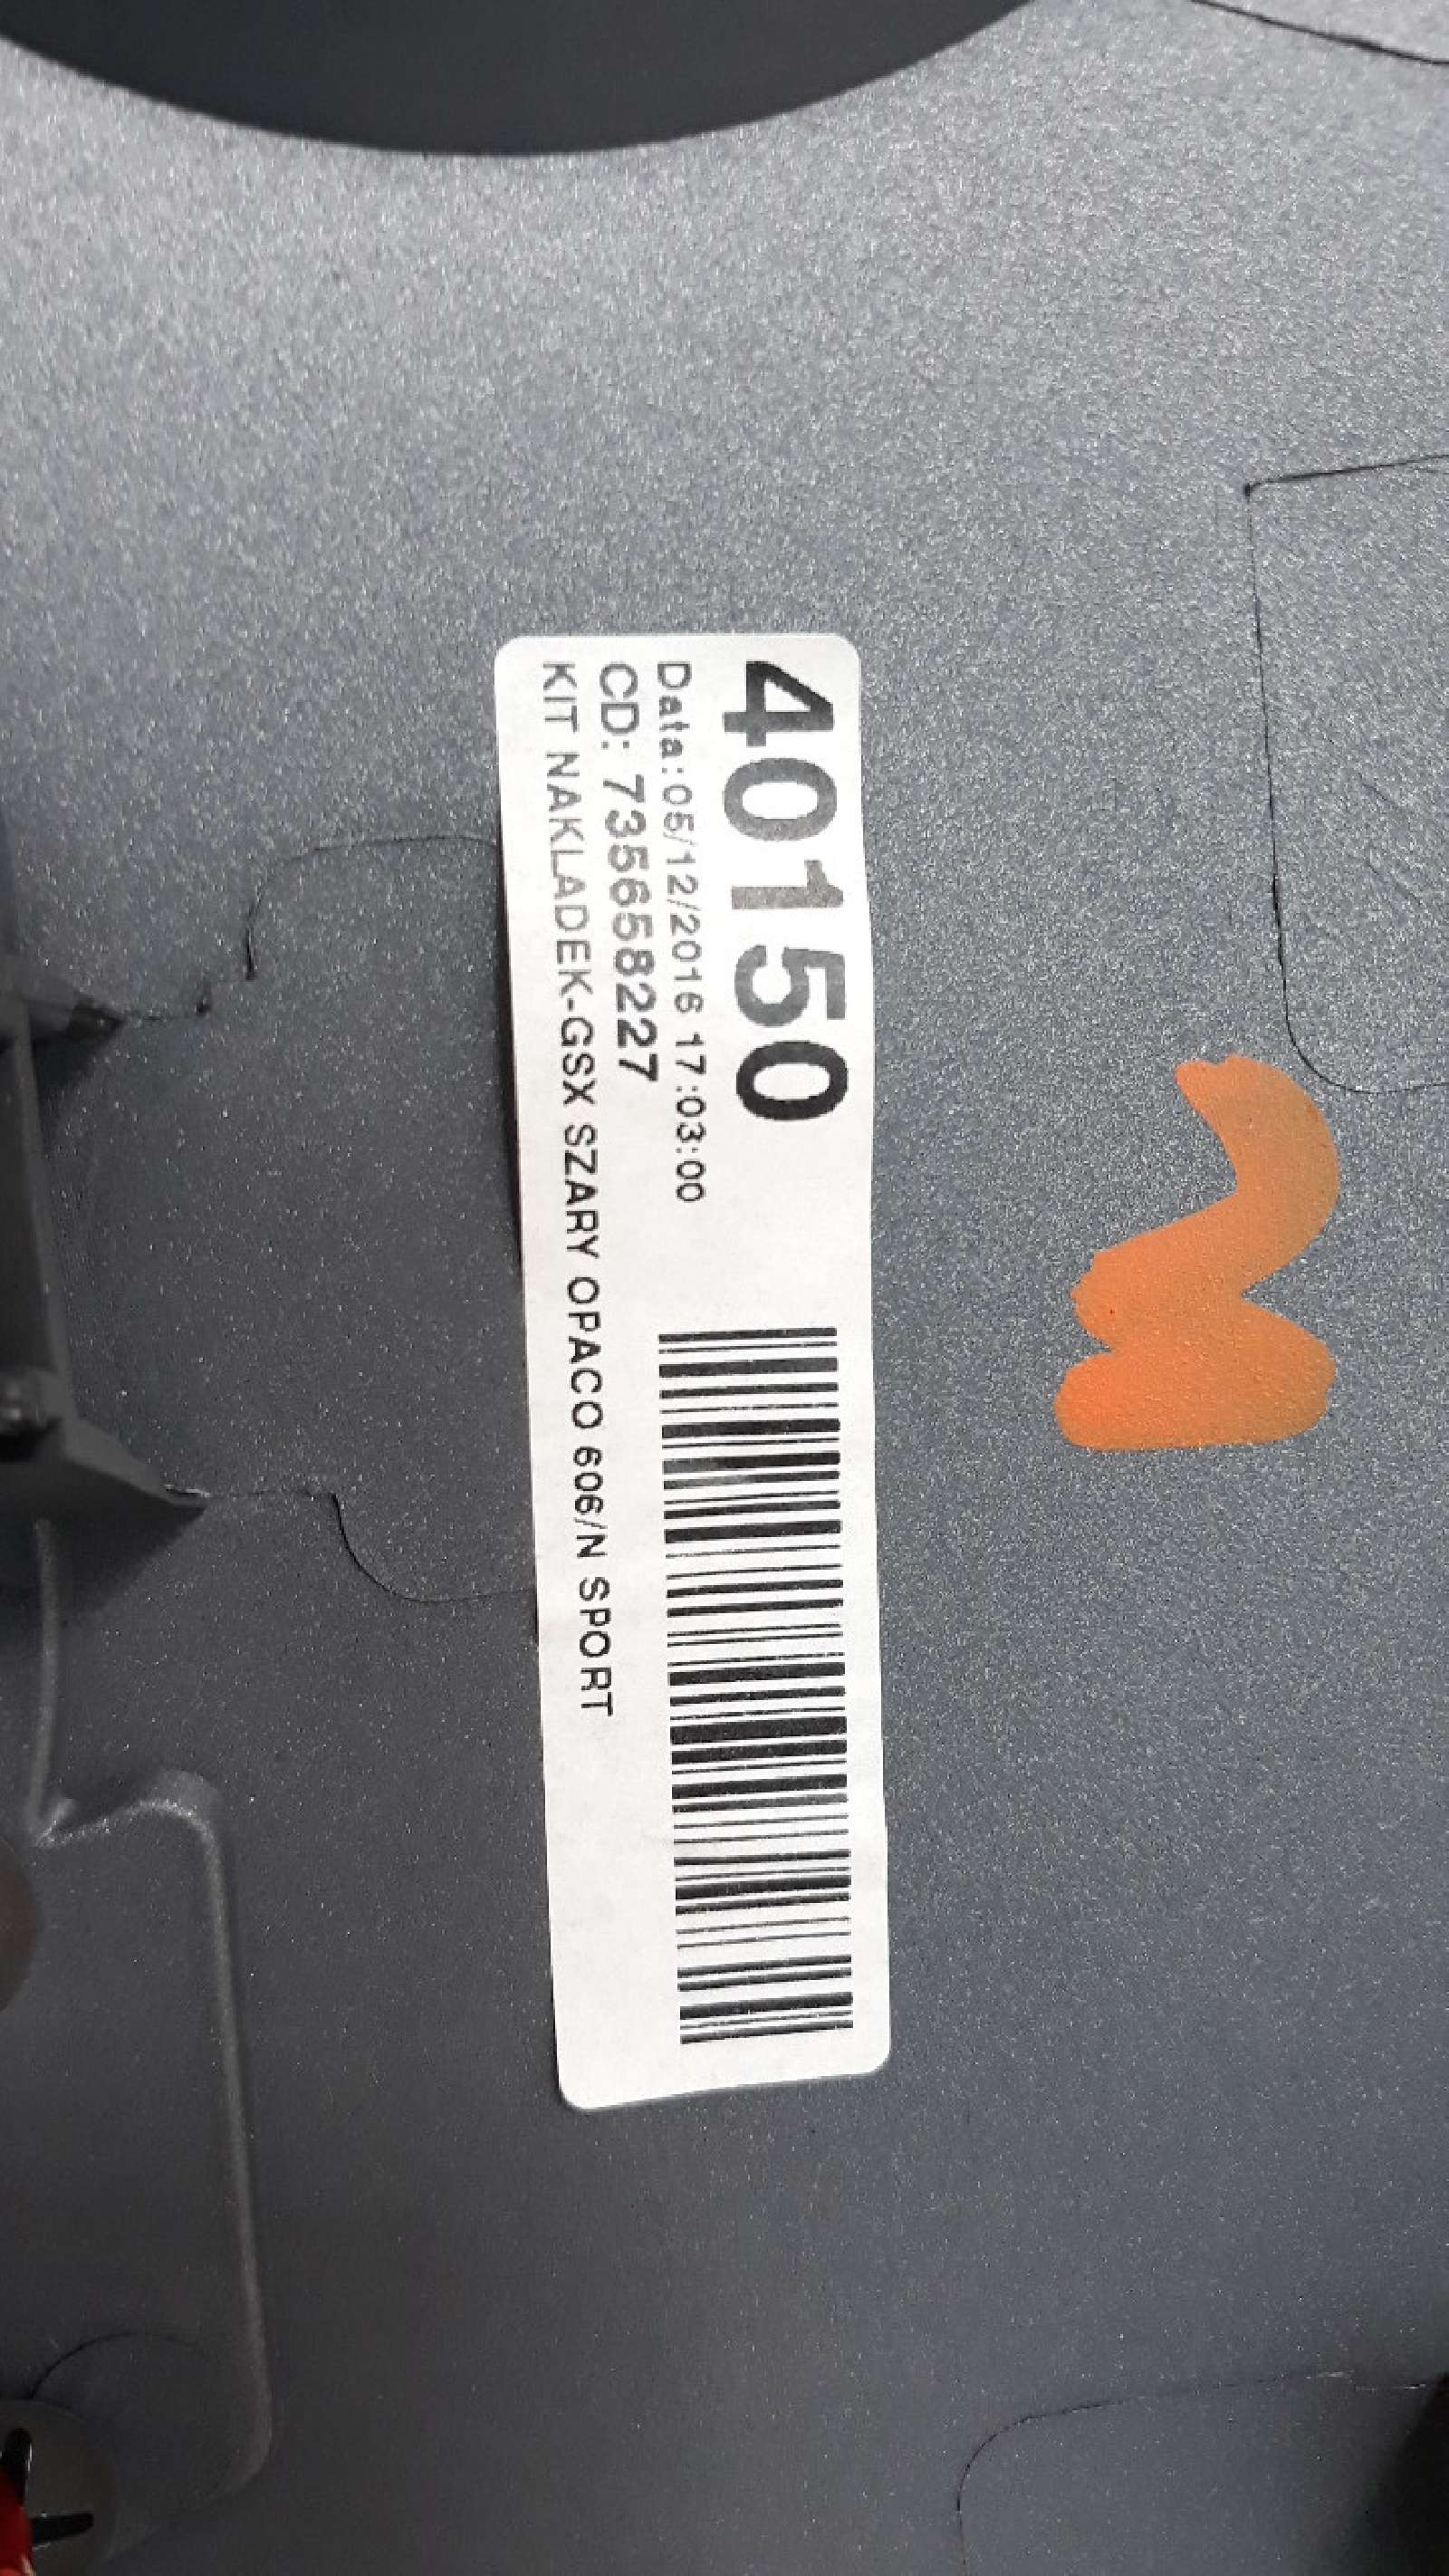 40150
Data:05/12/2016 17:03:00
CD: 735658227
KIT NAKLADEK-GSX SZARY OPACO 606/N SPORT